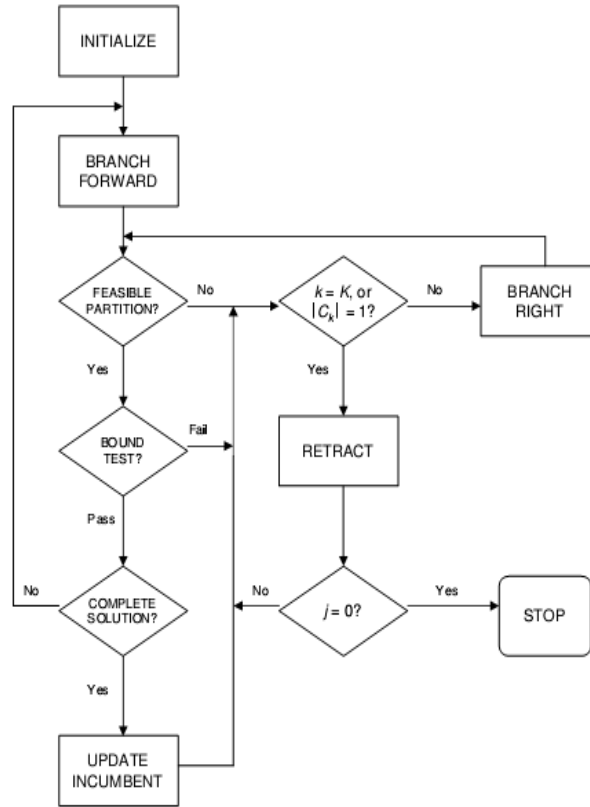 INITIALIZE
BRANCH
FORWARD
FEASIBLE
PARTITION?
No
k = K, or
|C_k| = 1?
No
BRANCH
RIGHT
Yes
Yes
BOUND
TEST?
Fail
RETRACT
Pass
No
COMPLETE
SOLUTION?
No
j = 0?
Yes
STOP
Yes
UPDATE
INCUMBENT